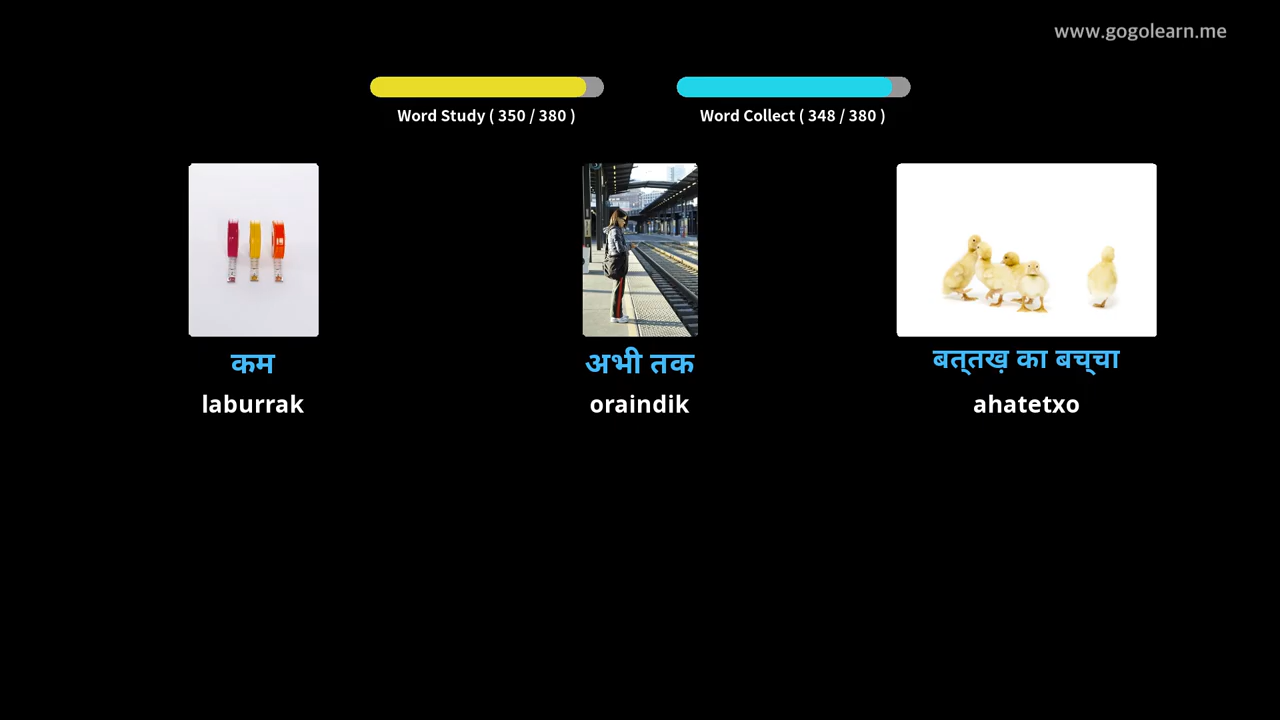 www.gogolearn.me
Word Study ( 350 / 380 )
Word Collect ( 348 / 380 )
कम
अभी तक
बत्तख़ का बच्चा
laburrak
oraindik
ahatetxo